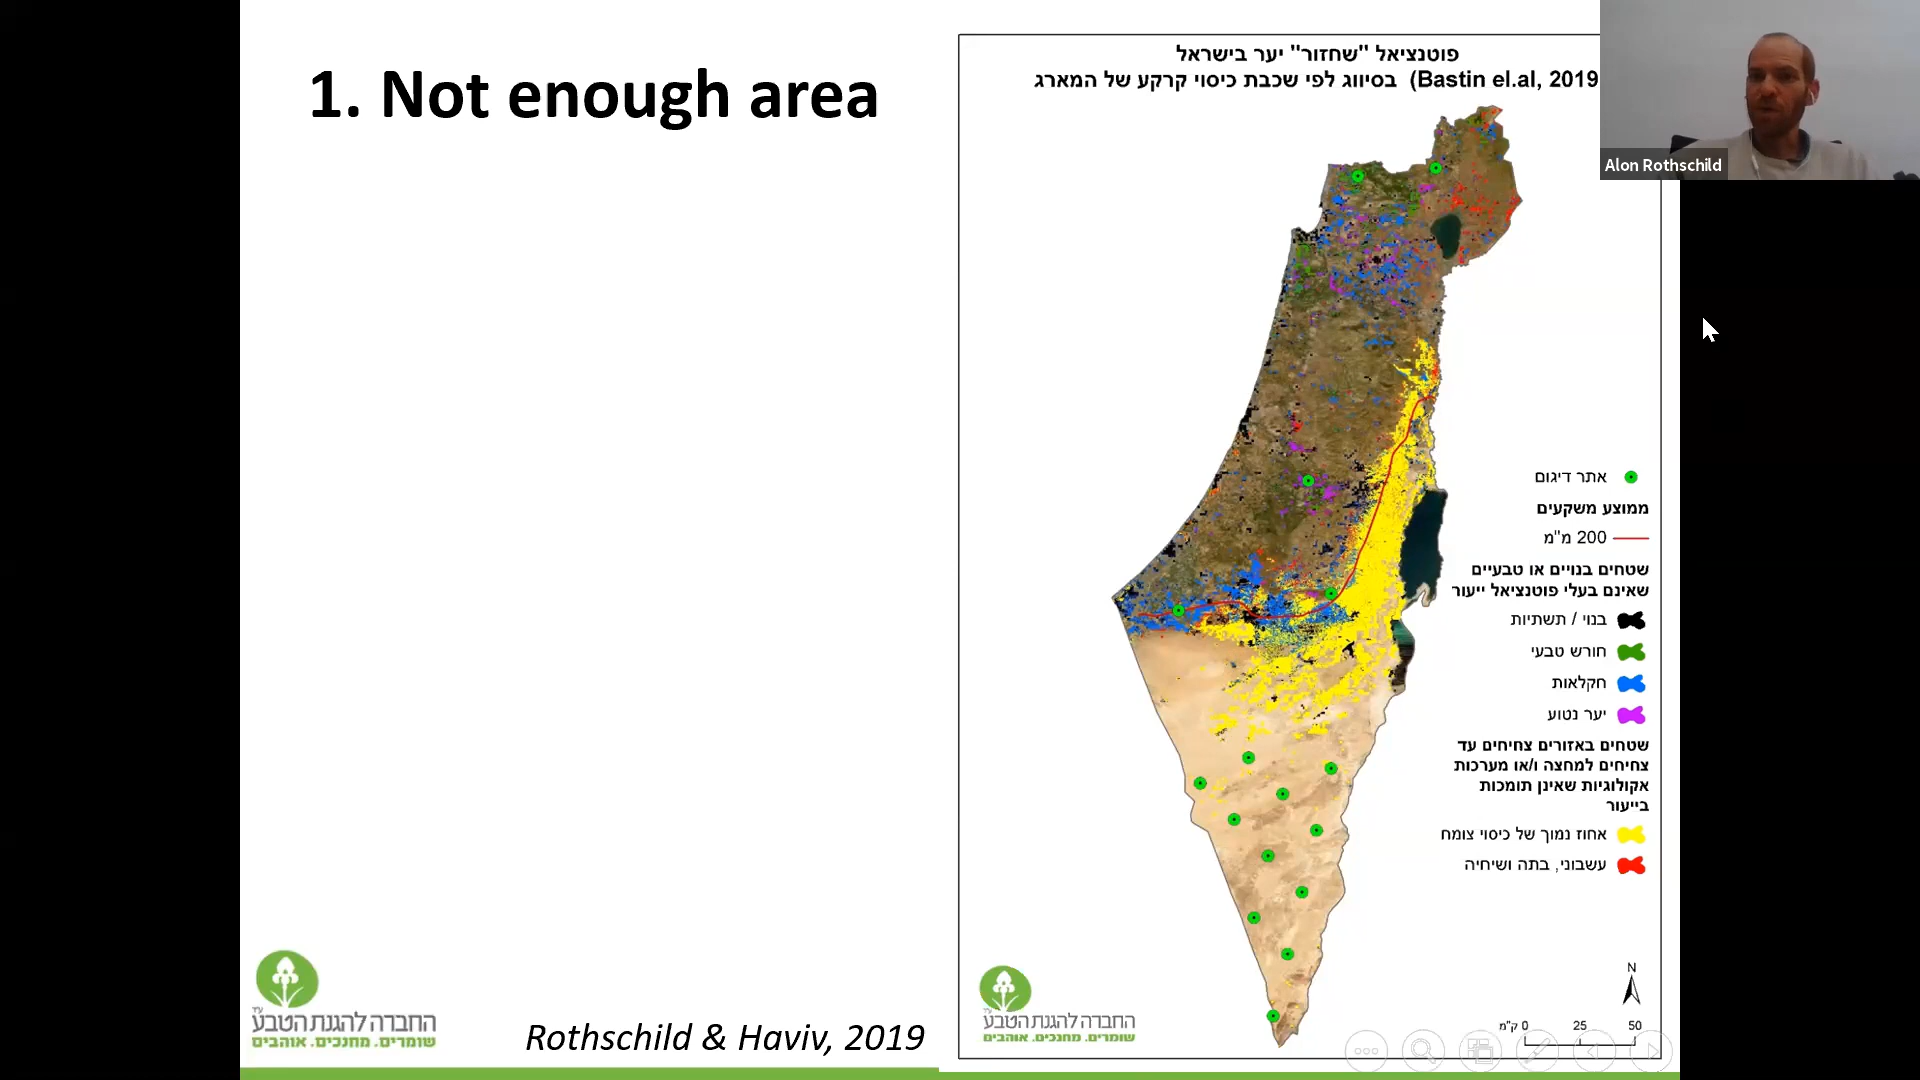 1. Not enough area
פוטנציאל "שחזור" יער בישראל
בסיווג לפי שכבת כיסוי קרקע של המארג (Bastin el.al, 2019
Alon Rothschild
אתר דיגום
ממוצע משקעים
200 מ"מ
שטחים בנויים או טבעיים
שאינם בעלי פוטנציאל ייעור
בנוי / תשתיות
חורש טבעי
חקלאות
יער נטוע
שטחים באזורים צחיחים עד
צחיחים למחצה ו/או מערכות
אקולוגיות שאינן תומכות
בייעור
אחוז נמוך של כיסוי צומח
עשבוני, בתה ושיחיה
N
ק"מ 0 25 50
החברה להגנת הטבע
שומרים. מחנכים. אוהבים.
החברה להגנת הטבע
שומרים. מחנכים. אוהבים.
Rothschild & Haviv, 2019